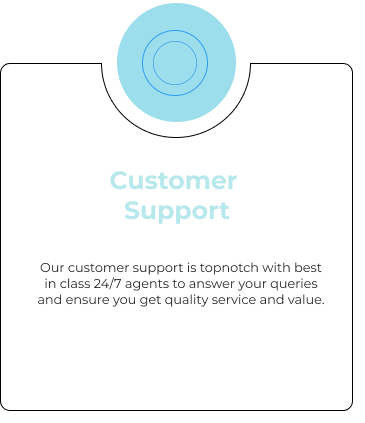 Customer
Support
Our customer support is topnotch with best
in class 24/7 agents to answer your queries
and ensure you get quality service and value.